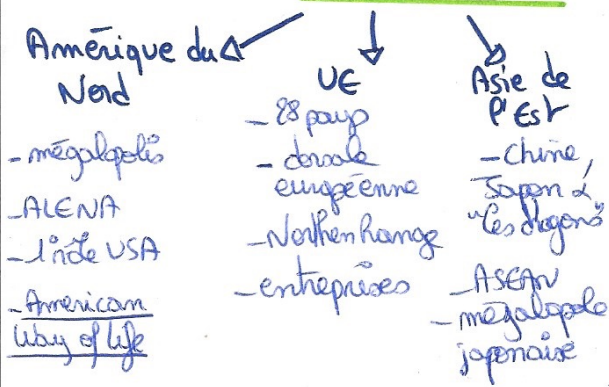 Amérique du
Nord
- mégalopolis
- ALENA
- Inde USA
- American
Way of life
UE
- 28 pays
- dorsale
européenne
- Northen Range
- entreprises
Asie de
l'Est
- Chine,
Japon &
"les dragons"
- ASEAN
- mégalopole
japonaise